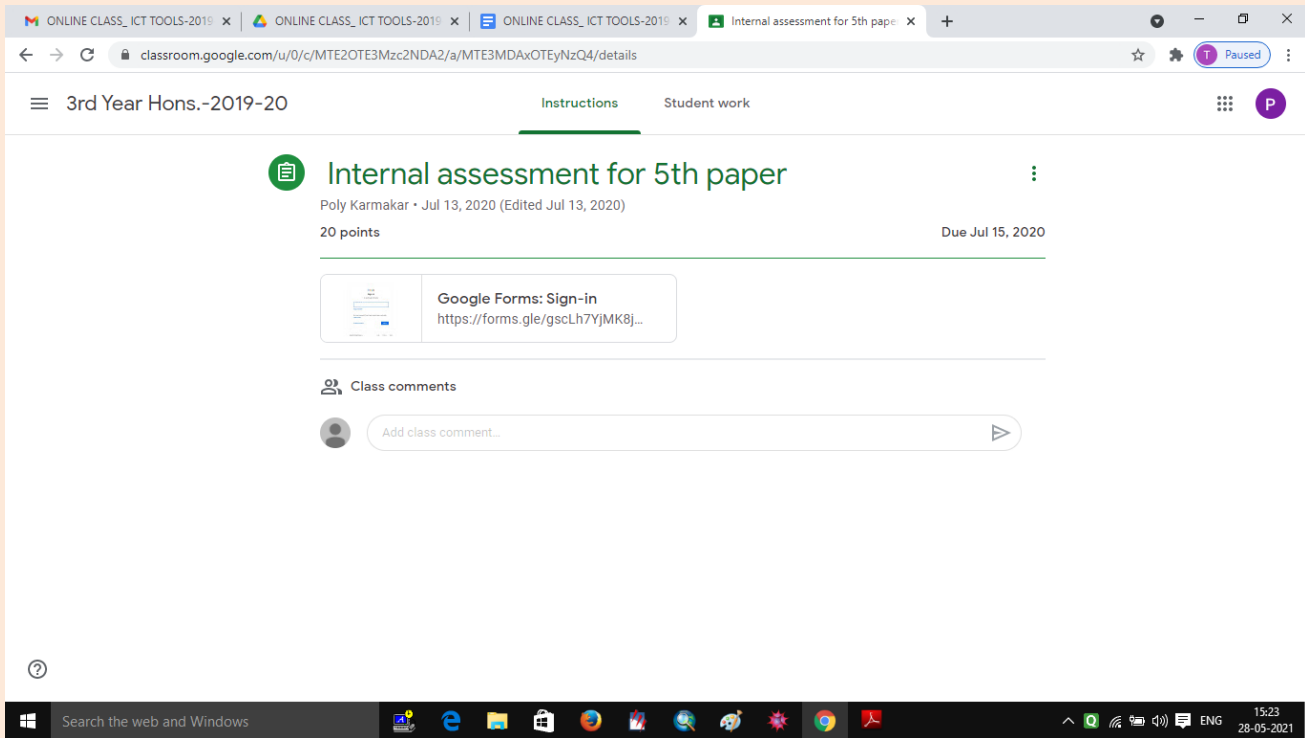 ONLINE CLASS_ ICT TOOLS-2019
ONLINE CLASS_ ICT TOOLS-2019
ONLINE CLASS_ ICT TOOLS-2019
Internal assessment for 5th pape
classroom.google.com/u/0/c/MTE2OTE3Mzc2NDA2/a/MTE3MDAxOTEyNzQ4/details
T Paused
3rd Year Hons.-2019-20
Instructions
Student work
P
Internal assessment for 5th paper
Poly Karmakar • Jul 13, 2020 (Edited Jul 13, 2020)
20 points
Due Jul 15, 2020
Google Forms: Sign-in
https://forms.gle/gscLh7YjMK8j...
Class comments
Add class comment...
Search the web and Windows
ENG
15:23
28-05-2021